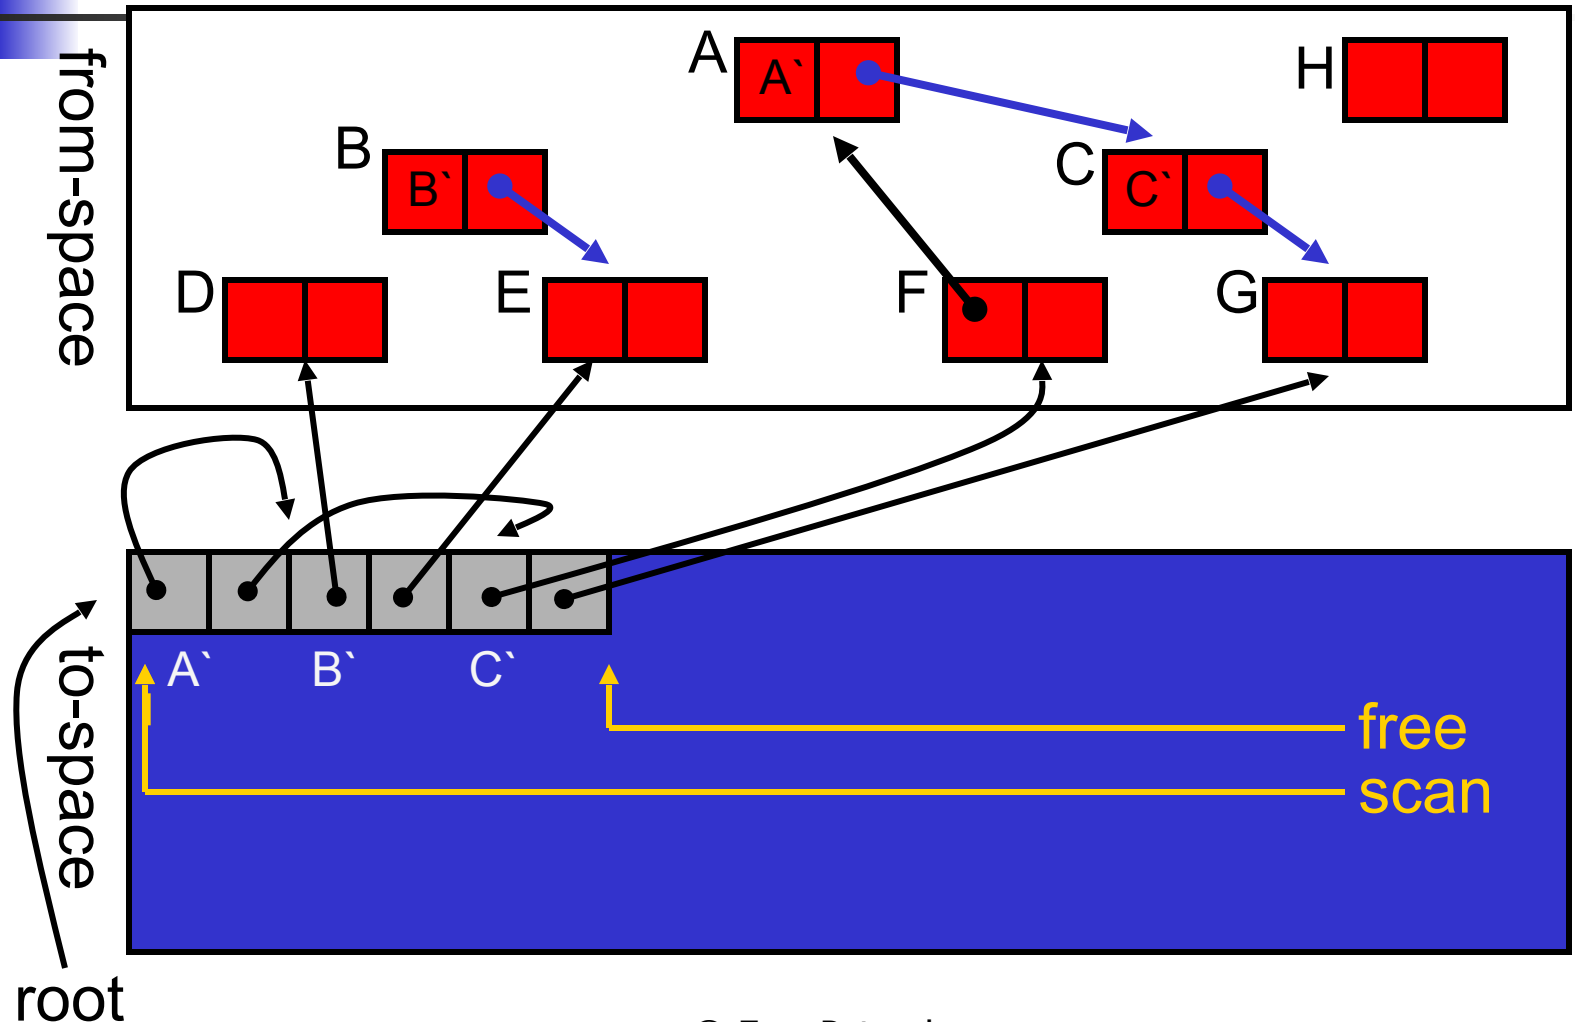 from-space
A
A`
H
B
B`
C
C`
D
E
F
G
to-space
A`
B`
C`
free
scan
root